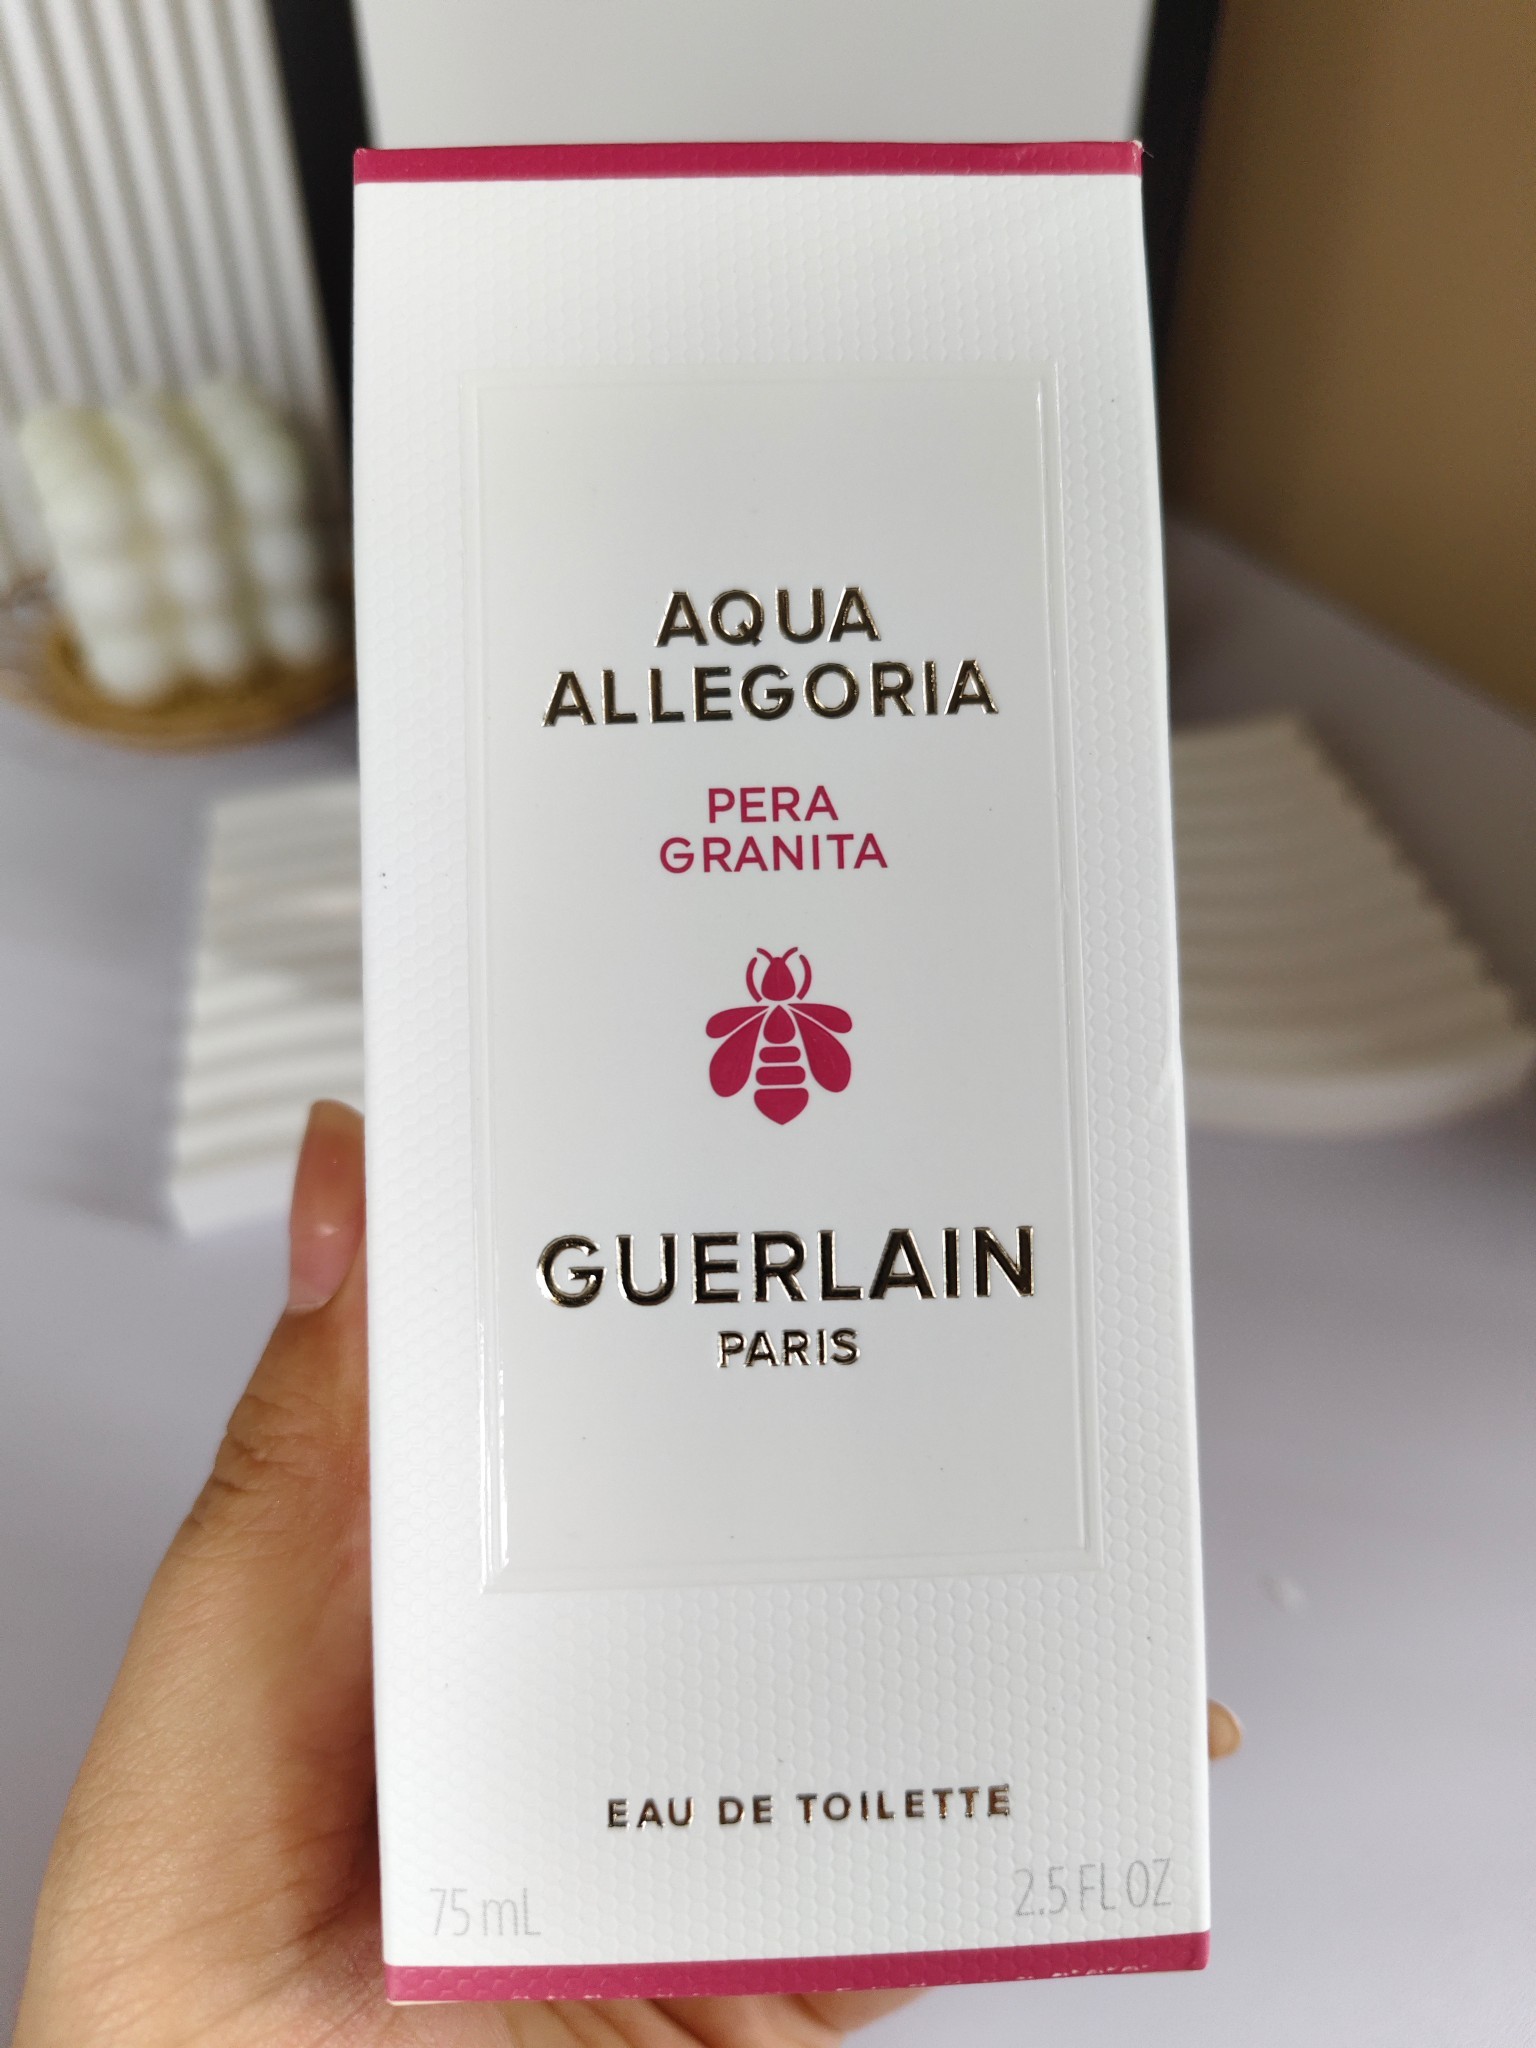 AQUA
ALLEGORIA
PERA
GRANITA
GUERLAIN
PARIS
EAU DE TOILETTE
75 mL
2.5 FL OZ